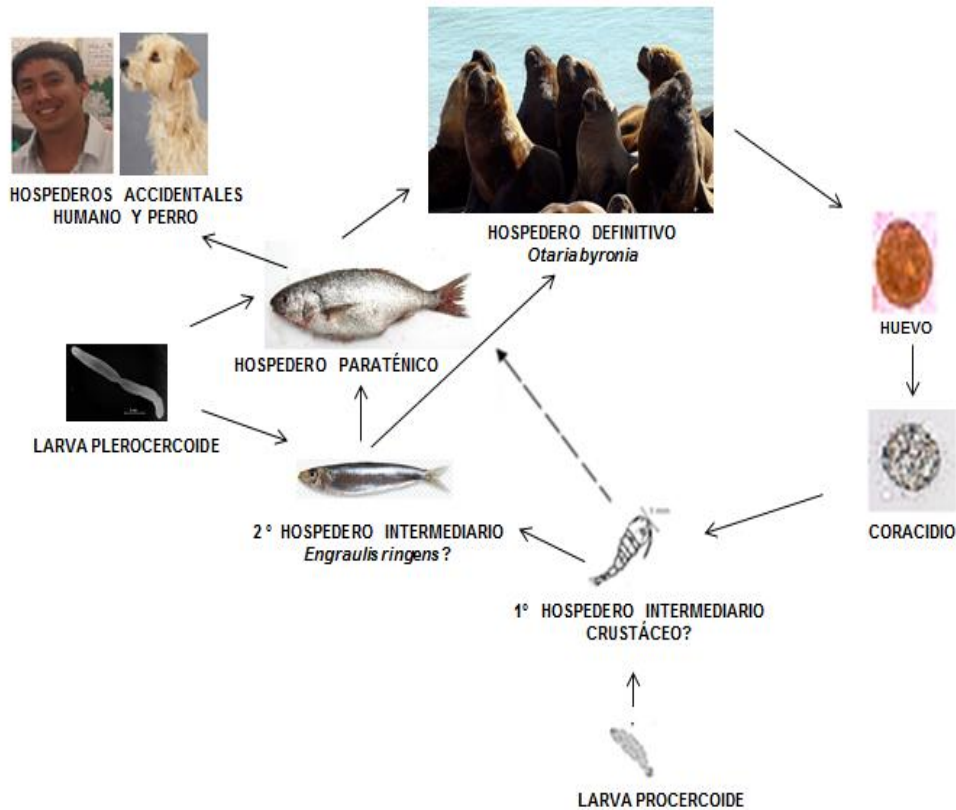 HOSPEDEROS ACCIDENTALES
HUMANO Y PERRO
HOSPEDERO DEFINITIVO
Otaria byronia
HUEVO
HOSPEDERO PARATÉNICO
LARVA PLEROCERCOIDE
2° HOSPEDERO INTERMEDIARIO
Engraulis ringens?
CORACIDIO
1° HOSPEDERO INTERMEDIARIO
CRUSTÁCEO?
LARVA PROCERCOIDE